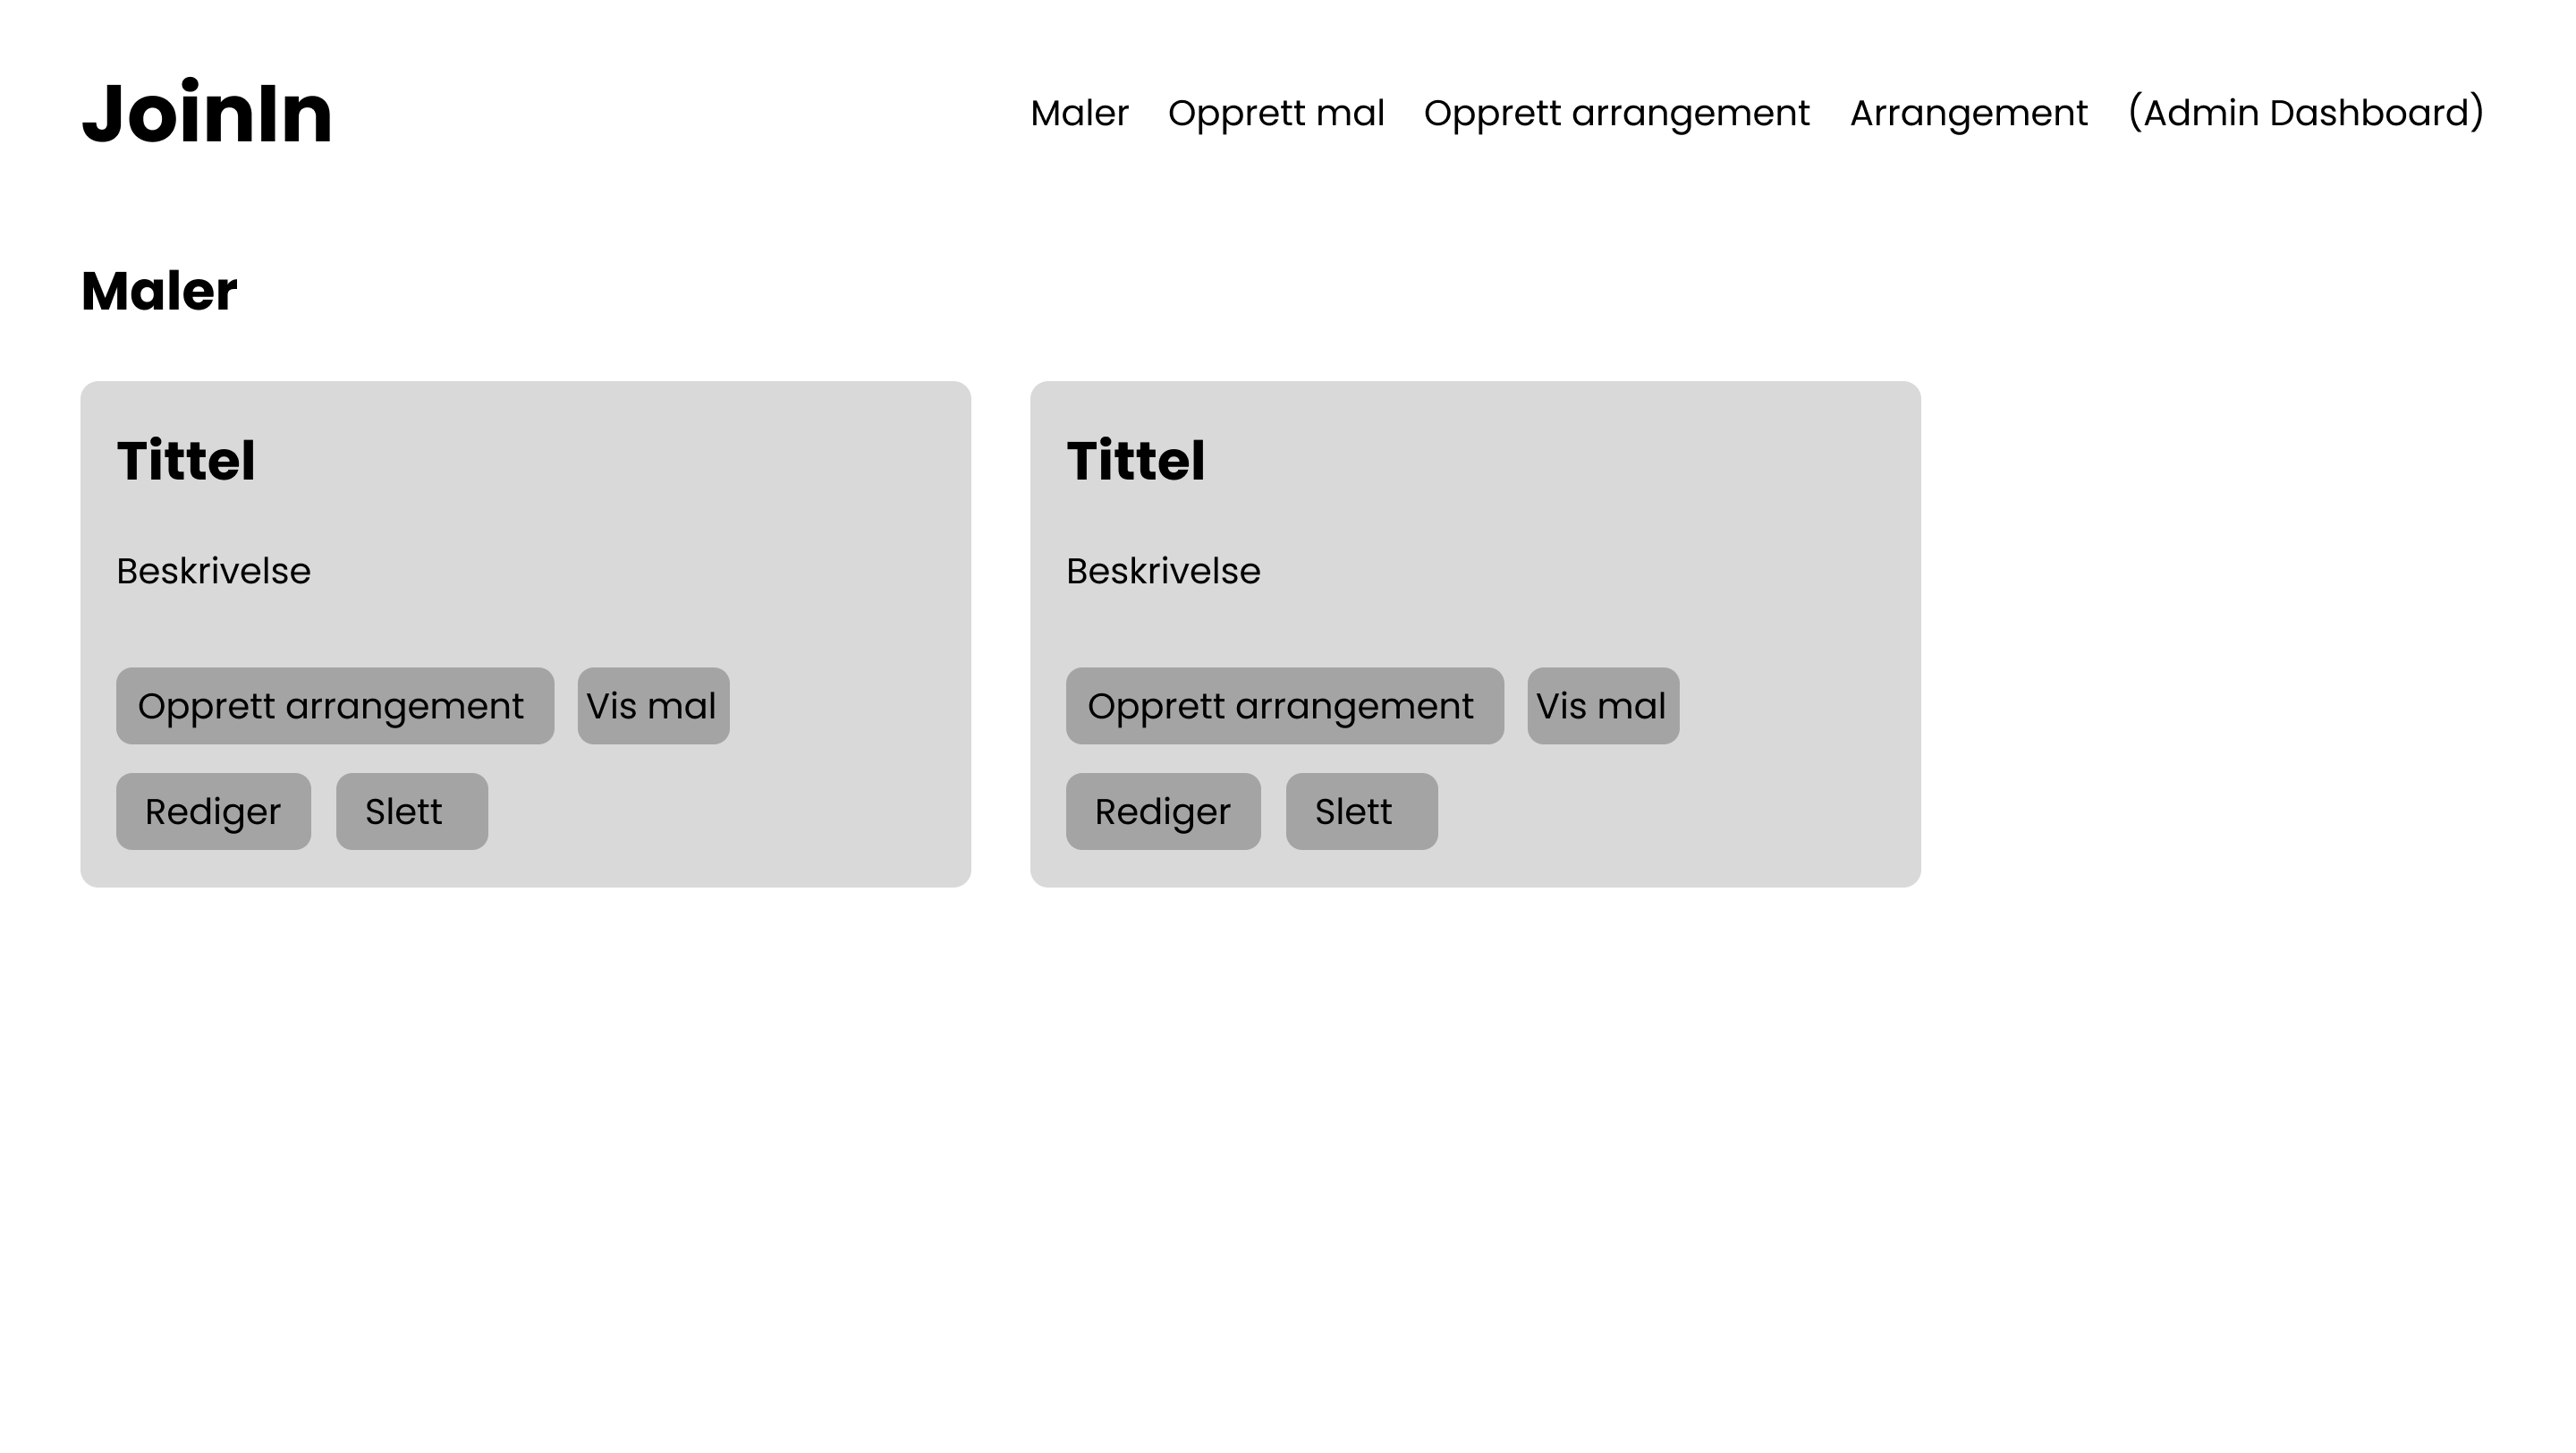 JoinIn
Maler Opprett mal Opprett arrangement Arrangement (Admin Dashboard)
Maler
Tittel
Beskrivelse
Opprett arrangement Vis mal
Rediger Slett
Tittel
Beskrivelse
Opprett arrangement Vis mal
Rediger Slett